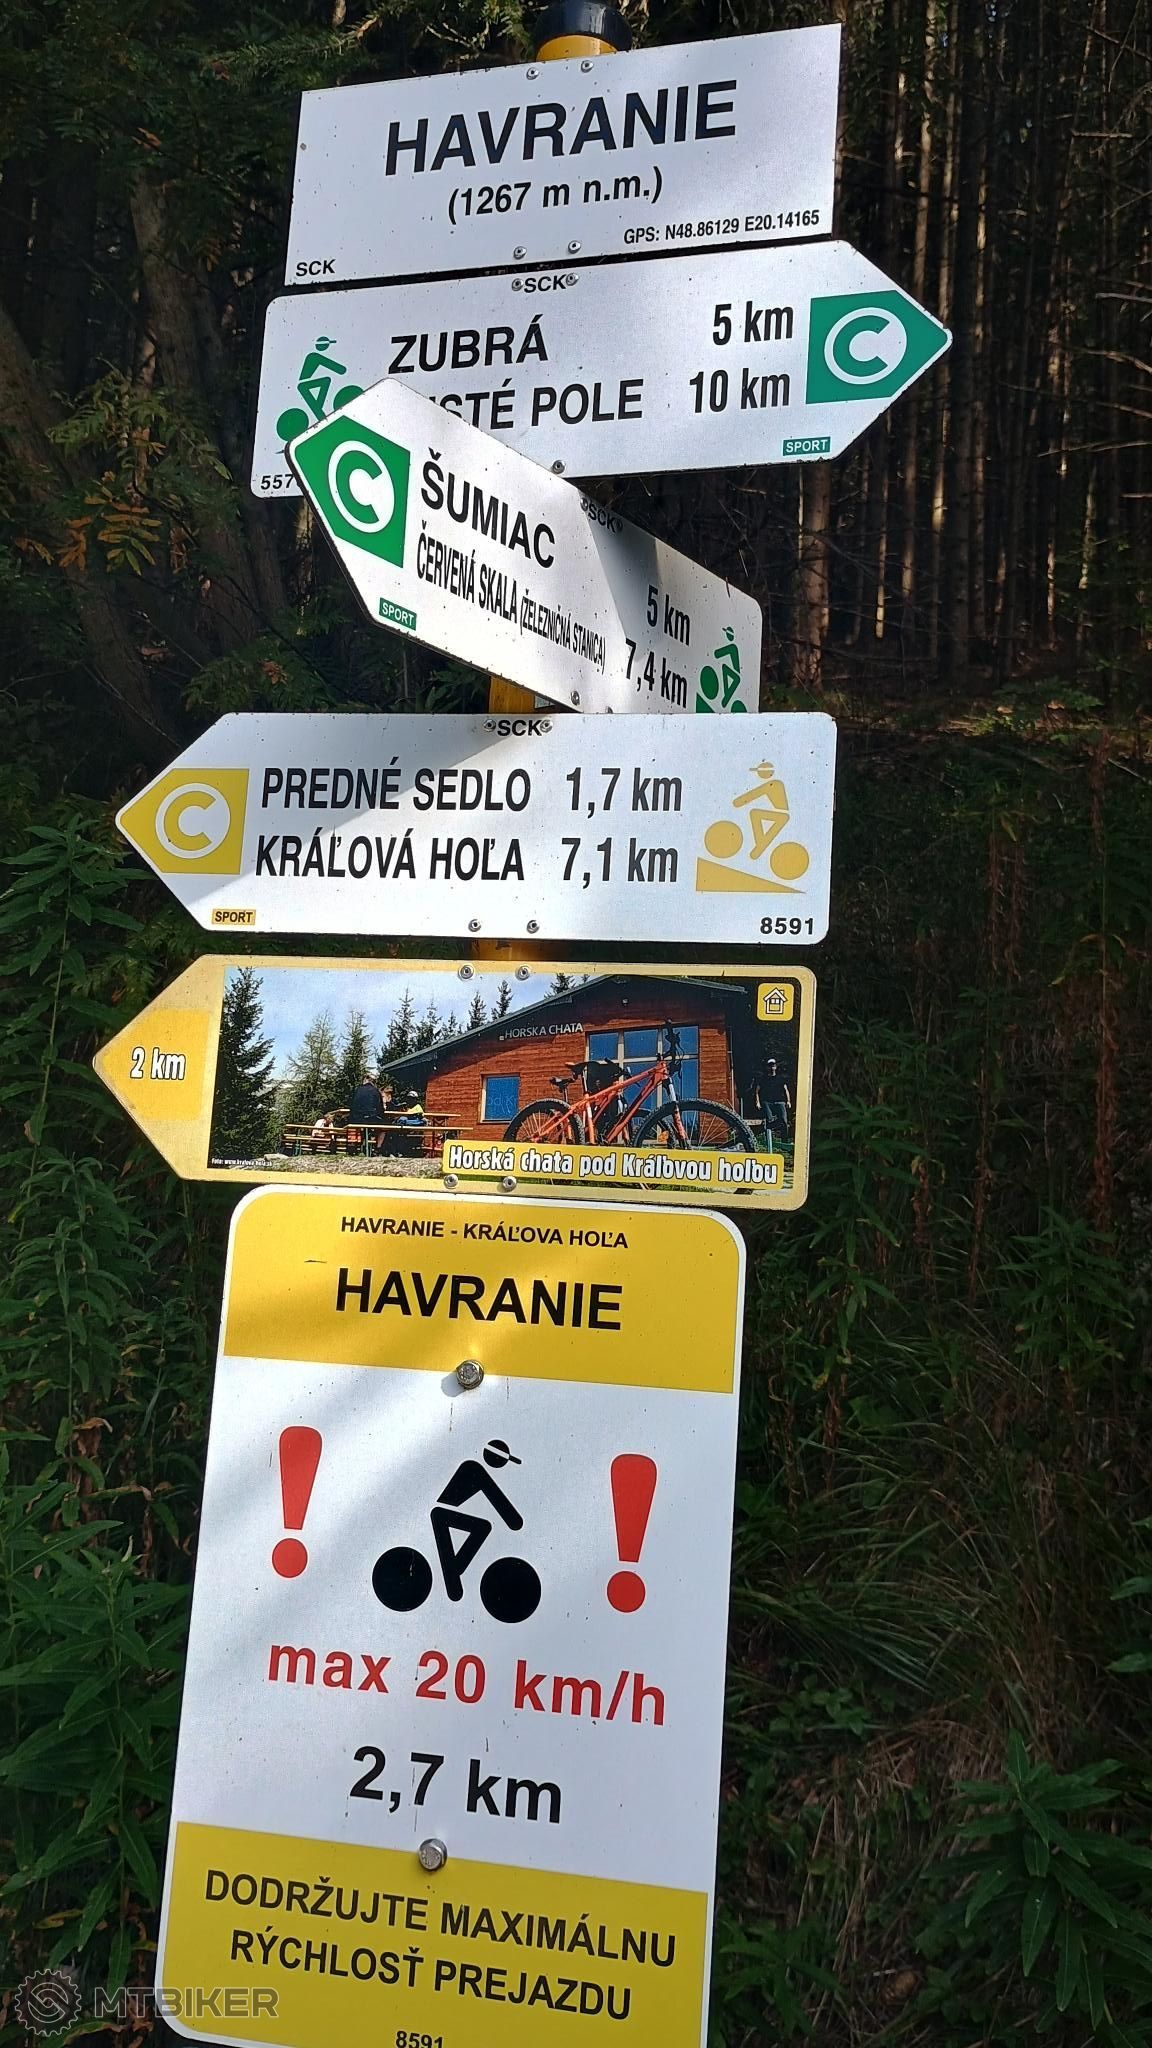 HAVRANIE
(1267 m n.m.)
GPS: N48.86129 E20.14165
SCK
SCK
ZUBRÁ 5 km
POLE 10 km
SPORT
SCK
ŠUMIAC 5 km
ČERVENÁ SKALA (ŽELEZNIČNÁ STANICA) 7,4 km
SPORT
SCK
C PREDNÉ SEDLO 1,7 km
KRÁĽOVÁ HOĽA 7,1 km
SPORT
8591
HORSKA CHATA
2 km
Horská chata pod Kráľovou hoľou
HAVRANIE - KRÁĽOVA HOĽA
HAVRANIE
! !
max 20 km/h
2,7 km
DODRŽUJTE MAXIMÁLNU
RÝCHLOSŤ PREJAZDU
8591
MTBIKER